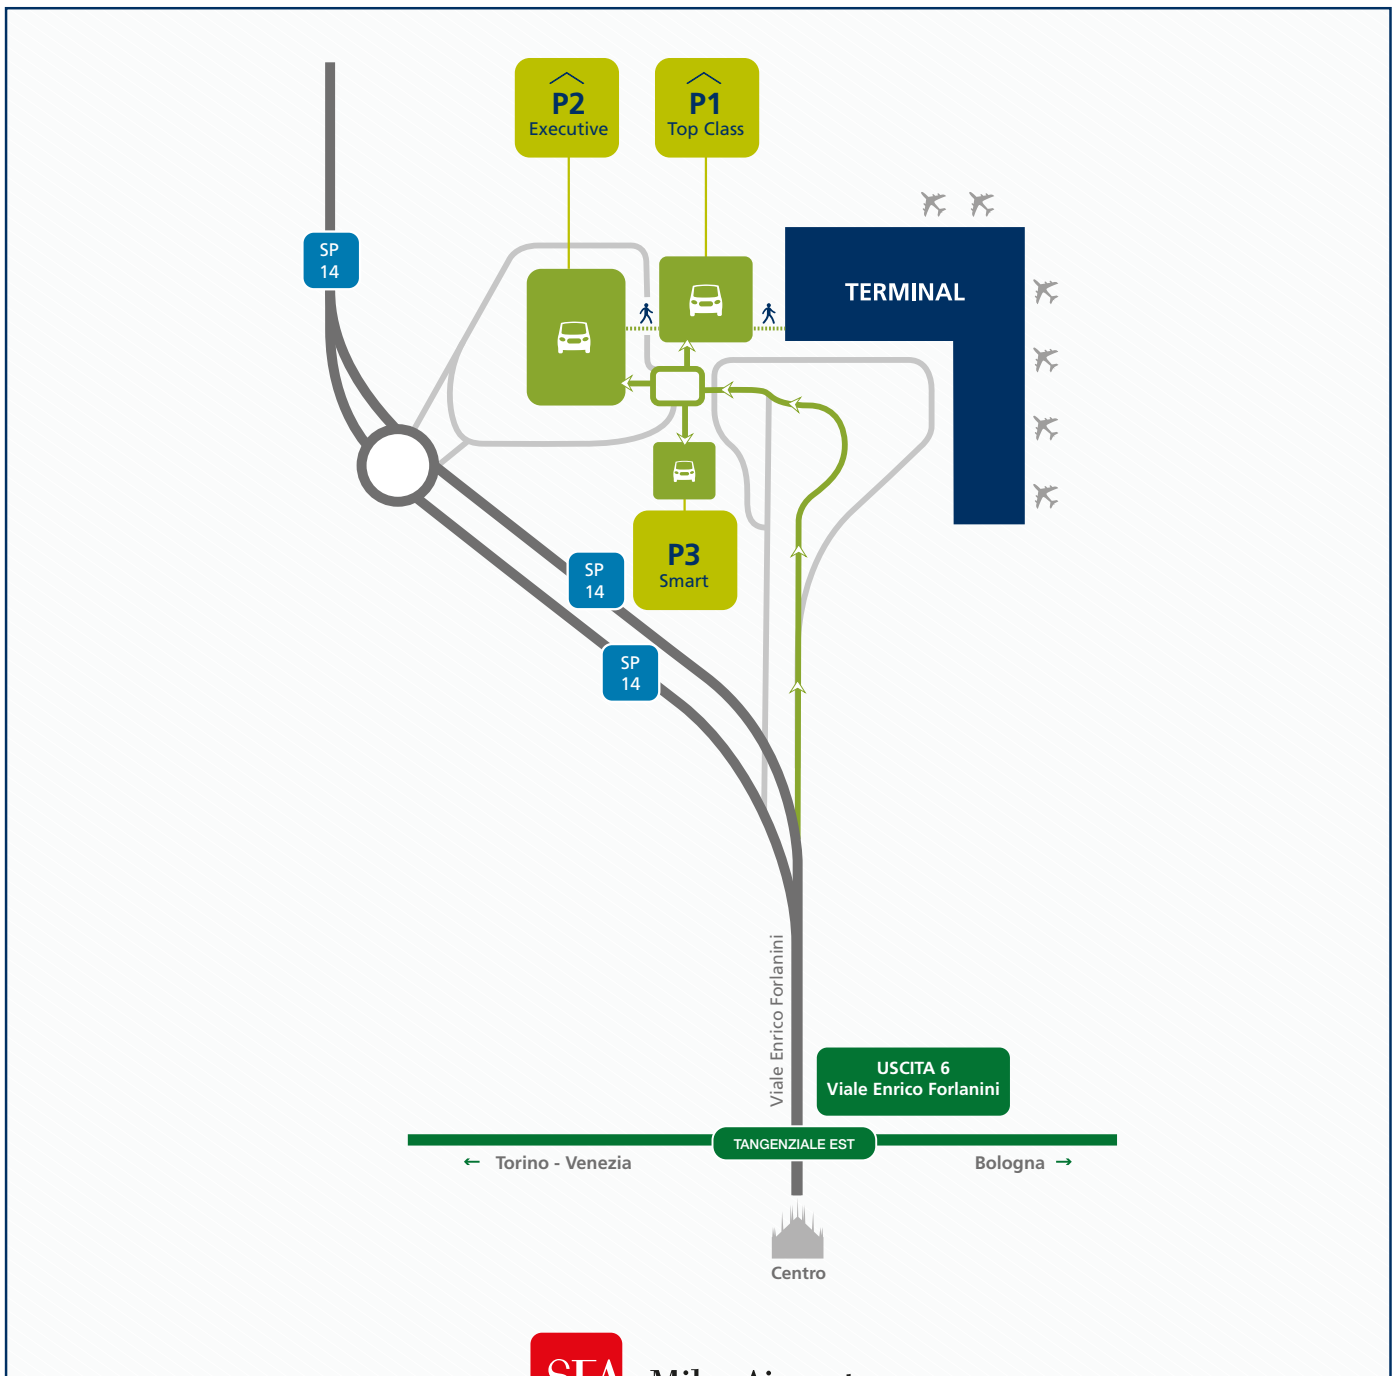 P2
Executive
P1
Top Class
SP
14
TERMINAL
P3
Smart
SP
14
SP
14
Viale Enrico Forlanini
USCITA 6
Viale Enrico Forlanini
TANGENZIALE EST
← Torino - Venezia
Bologna →
Centro
SEA